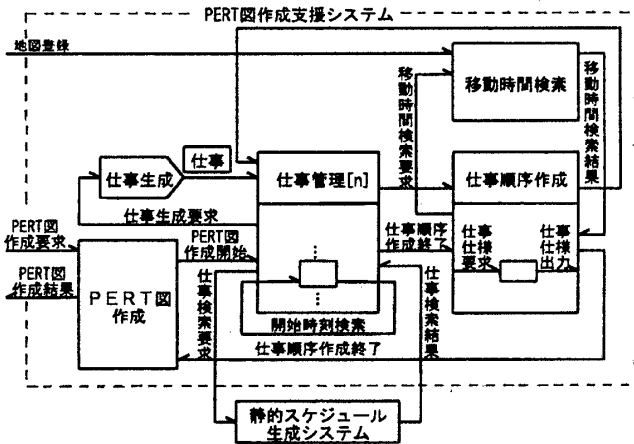 PERT図作成支援システム
地図登録
移動時間検索
移動時間検索要求
移動時間検索結果
仕事
仕事生成
仕事管理[n]
仕事順序作成
仕事生成要求
PERT図
作成要求
PERT図
作成開始
仕事順序
作成終了
仕事
仕様
要求
仕事
仕様
出力
PERT図
作成結果
PERT図
作成
仕事検索要求
開始時刻検索
仕事検索結果
仕事順序作成終了
静的スケジュール
生成システム